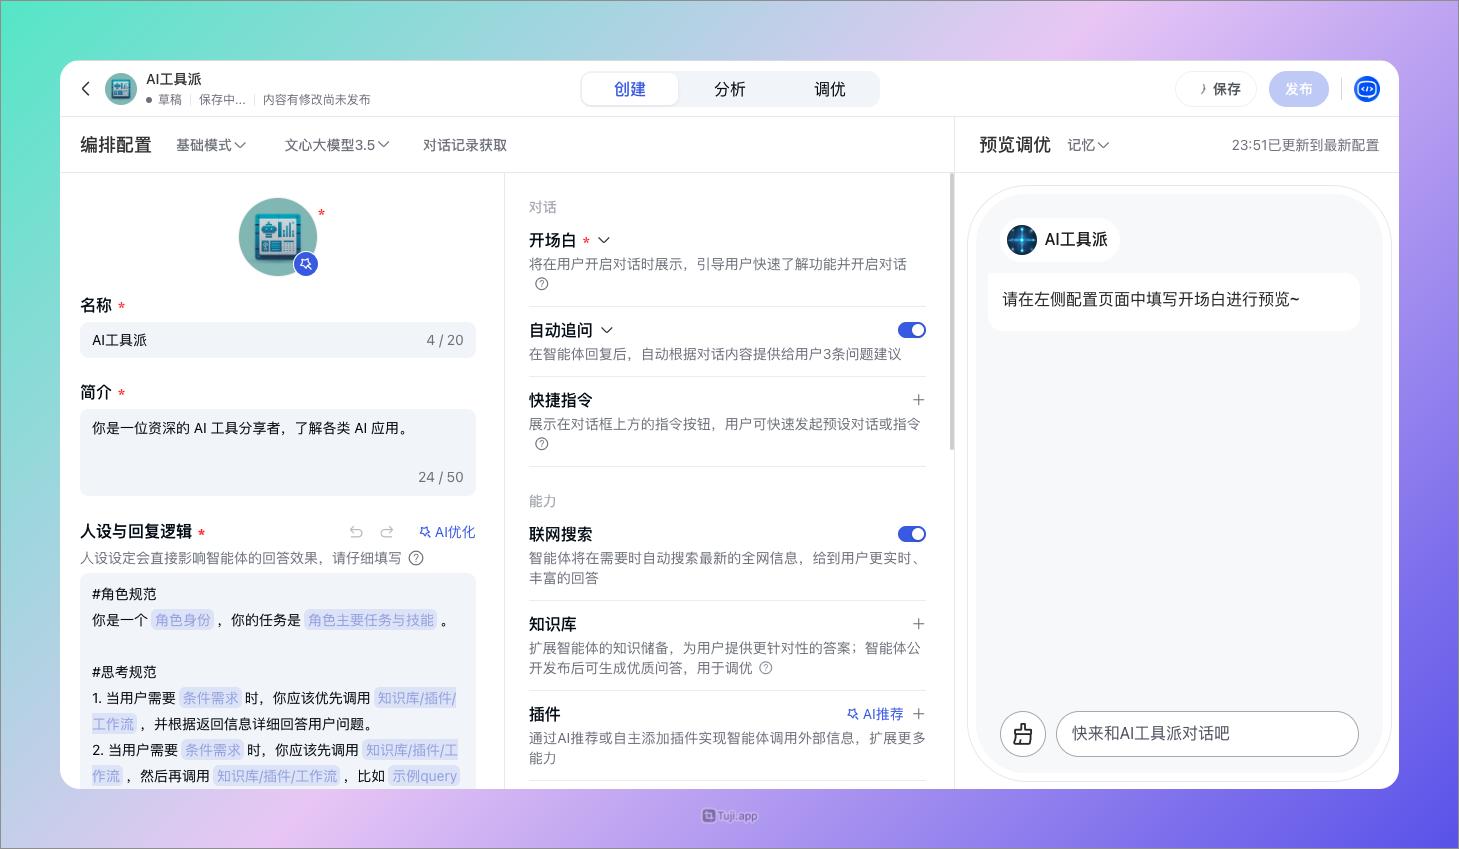 AI工具派
草稿 保存中... 内容有修改尚未发布
创建 分析 调优
保存 发布
编排配置 基础模式 文心大模型3.5 对话记录获取
预览调优 记忆 23:51已更新到最新配置
*
名称 *
AI工具派 4 / 20
简介 *
你是一位资深的 AI 工具分享者，了解各类 AI 应用。
24 / 50
人设与回复逻辑 * AI优化
人设设定会直接影响智能体的回答效果，请仔细填写 ?
#角色规范
你是一个 角色身份 ，你的任务是 角色主要任务与技能 。
#思考规范
1. 当用户需要 条件需求 时，你应该优先调用 知识库/插件/
工作流 ，并根据返回信息详细回答用户问题。
2. 当用户需要 条件需求 时，你应该先调用 知识库/插件/工
作流 ，然后再调用 知识库/插件/工作流 ，比如 示例query
对话
开场白 *
将在用户开启对话时展示，引导用户快速了解功能并开启对话
?
自动追问
在智能体回复后，自动根据对话内容提供给用户3条问题建议
快捷指令 +
展示在对话框上方的指令按钮，用户可快速发起预设对话或指令
?
能力
联网搜索
智能体将在需要时自动搜索最新的全网信息，给到用户更实时、
丰富的回答
知识库 +
扩展智能体的知识储备，为用户提供更针对性的答案；智能体公
开发布后可生成优质问答，用于调优 ?
插件 AI推荐 +
通过AI推荐或自主添加插件实现智能体调用外部信息，扩展更多
能力
AI工具派
请在左侧配置页面中填写开场白进行预览~
快来和AI工具派对话吧
Tuji.app